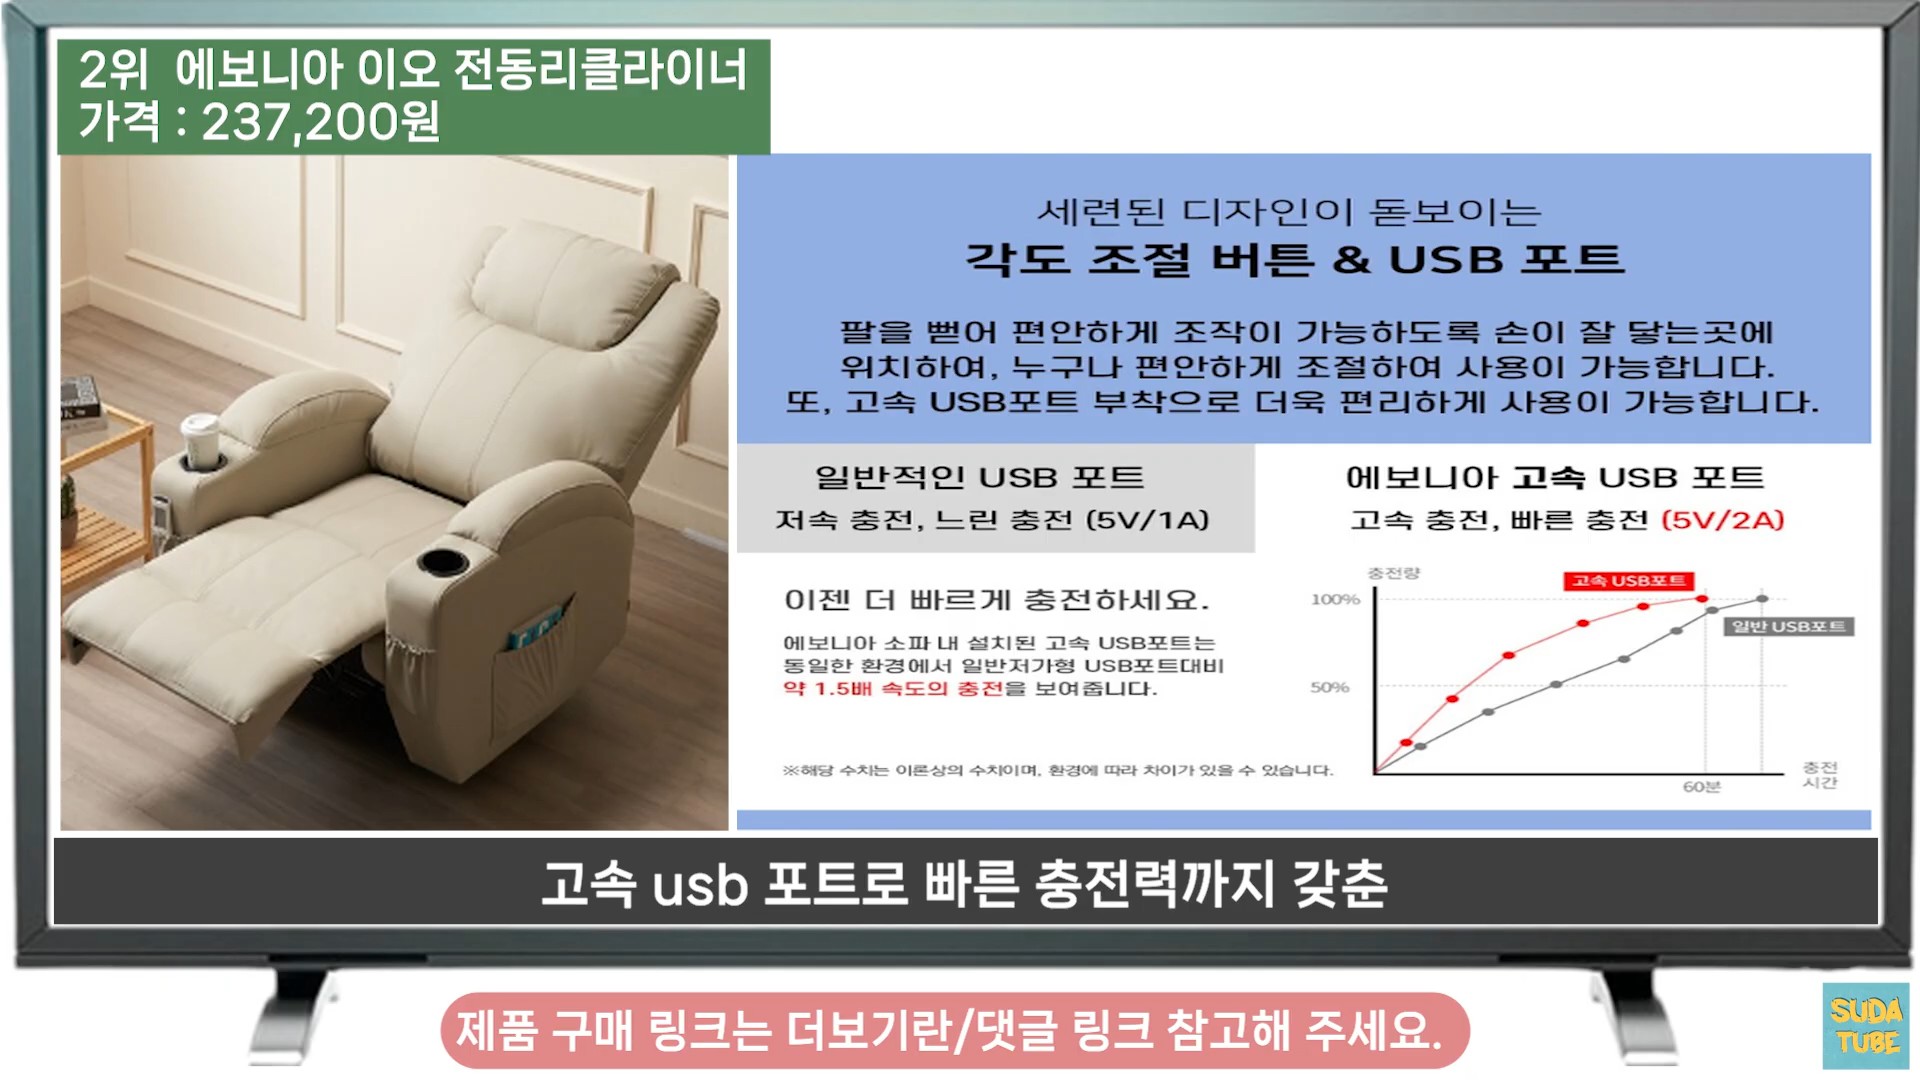 2위 에보니아 이오 전동리클라이너
가격 : 237,200원
세련된 디자인이 돋보이는
각도 조절 버튼 & USB 포트
팔을 뻗어 편안하게 조작이 가능하도록 손이 잘 닿는곳에
위치하여, 누구나 편안하게 조절하여 사용이 가능합니다.
또, 고속 USB포트 부착으로 더욱 편리하게 사용이 가능합니다.
일반적인 USB 포트
저속 충전, 느린 충전 (5V/1A)
에보니아 고속 USB 포트
고속 충전, 빠른 충전 (5V/2A)
이젠 더 빠르게 충전하세요.
에보니아 소파 내 설치된 고속 USB포트는
동일한 환경에서 일반저가형 USB포트대비
약 1.5배 속도의 충전을 보여줍니다.
※해당 수치는 이론상의 수치이며, 환경에 따라 차이가 있을 수 있습니다.
충전량
고속 USB포트
100%
일반 USB포트
50%
60분
충전
시간
고속 usb 포트로 빠른 충전력까지 갖춘
제품 구매 링크는 더보기란/댓글 링크 참고해 주세요.
SUDA
TUBE